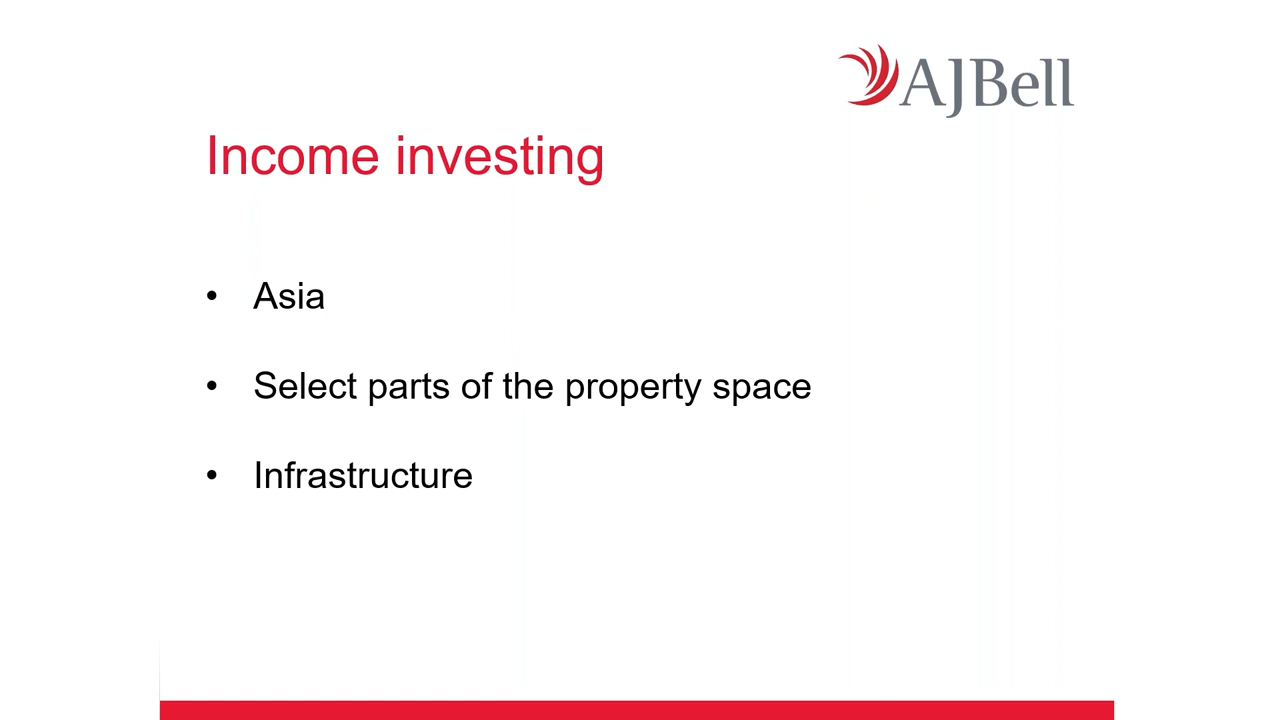 AJBell
Income investing
• Asia
• Select parts of the property space
• Infrastructure